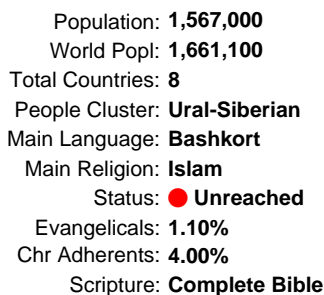 Population: 1,567,000
World Popl: 1,661,100
Total Countries: 8
People Cluster: Ural-Siberian
Main Language: Bashkort
Main Religion: Islam
Status: Unreached
Evangelicals: 1.10%
Chr Adherents: 4.00%
Scripture: Complete Bible